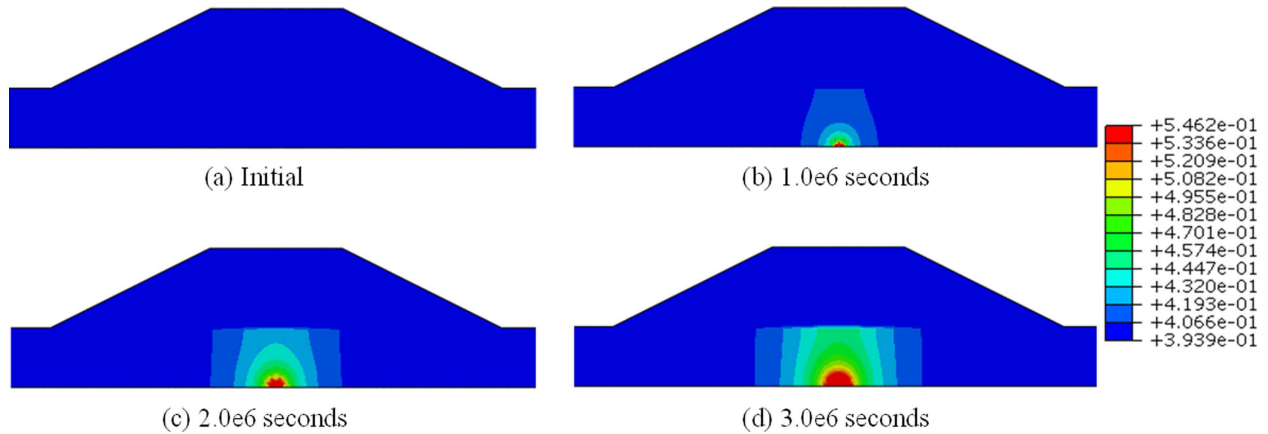 (a) Initial
(b) 1.0e6 seconds
+5.462e-01
+5.336e-01
+5.209e-01
+5.082e-01
+4.955e-01
+4.828e-01
+4.701e-01
+4.574e-01
+4.447e-01
+4.320e-01
+4.193e-01
+4.066e-01
+3.939e-01
(c) 2.0e6 seconds
(d) 3.0e6 seconds